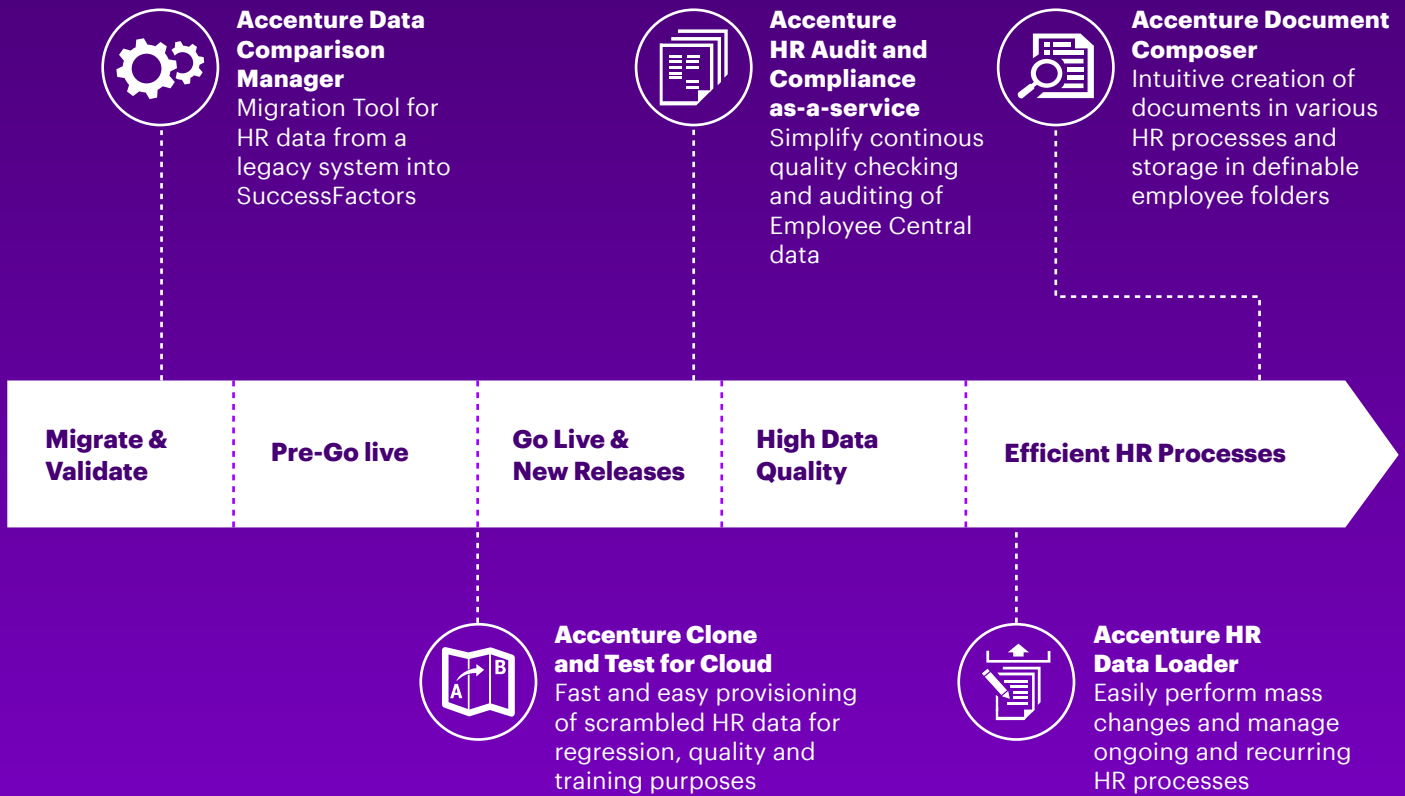 Accenture Data
Comparison
Manager
Migration Tool for
HR data from a
legacy system into
SuccessFactors
Accenture
HR Audit and
Compliance
as-a-service
Simplify continous
quality checking
and auditing of
Employee Central
data
Accenture Document
Composer
Intuitive creation of
documents in various
HR processes and
storage in definable
employee folders
Migrate &
Validate
Pre-Go live
Go Live &
New Releases
High Data
Quality
Efficient HR Processes
A
B
Accenture Clone
and Test for Cloud
Fast and easy provisioning
of scrambled HR data for
regression, quality and
training purposes
Accenture HR
Data Loader
Easily perform mass
changes and manage
ongoing and recurring
HR processes